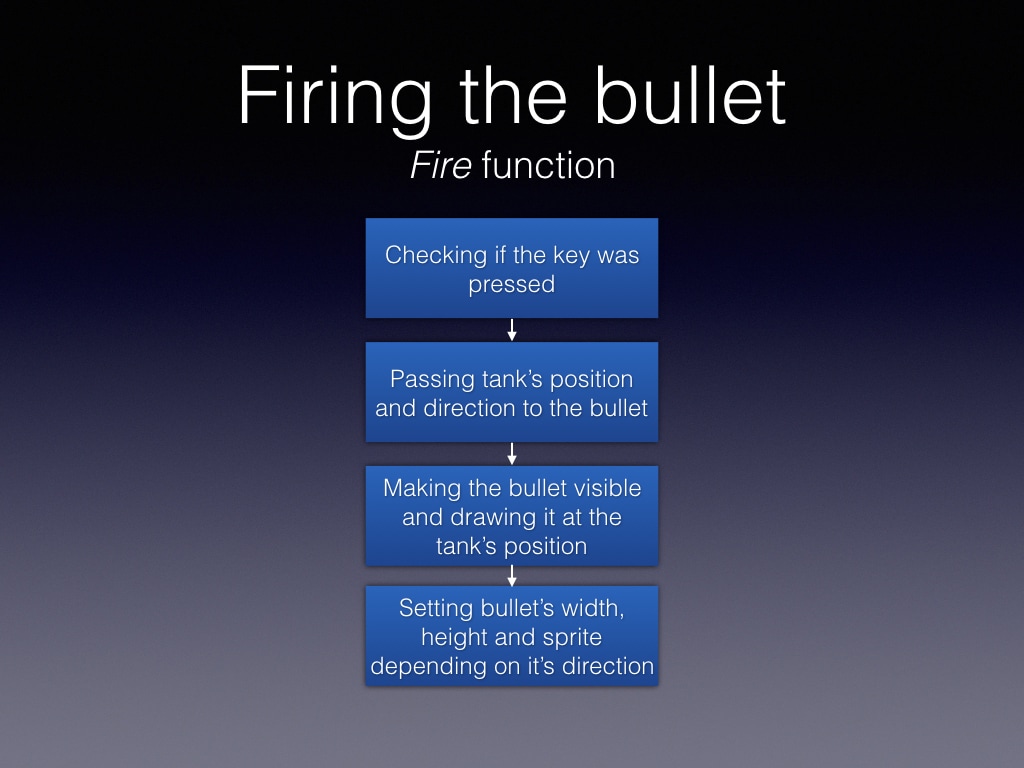 Firing the bullet
Fire function
Checking if the key was
pressed
Passing tank’s position
and direction to the bullet
Making the bullet visible
and drawing it at the
tank’s position
Setting bullet’s width,
height and sprite
depending on it’s direction